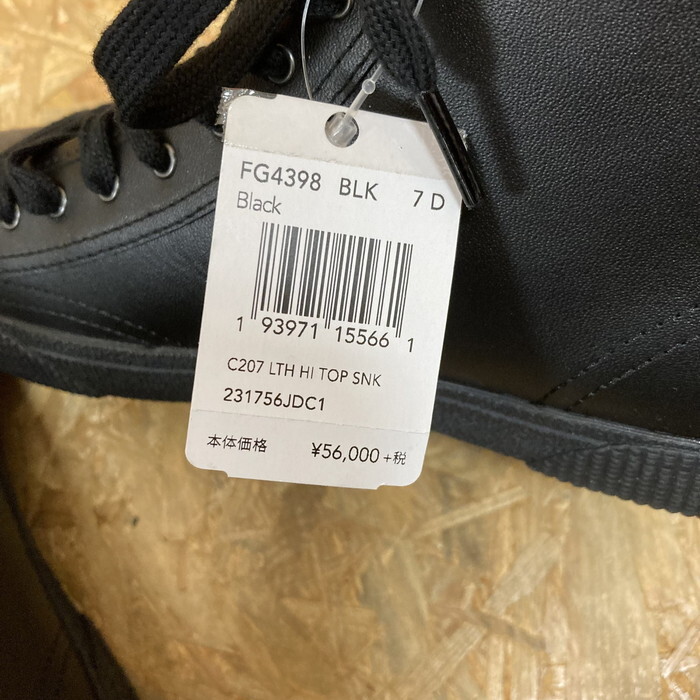 FG4398 BLK 7 D
Black
1 93971 15566 1
C207 LTH HI TOP SNK
231756JDC1
本体価格 ¥56,000+税